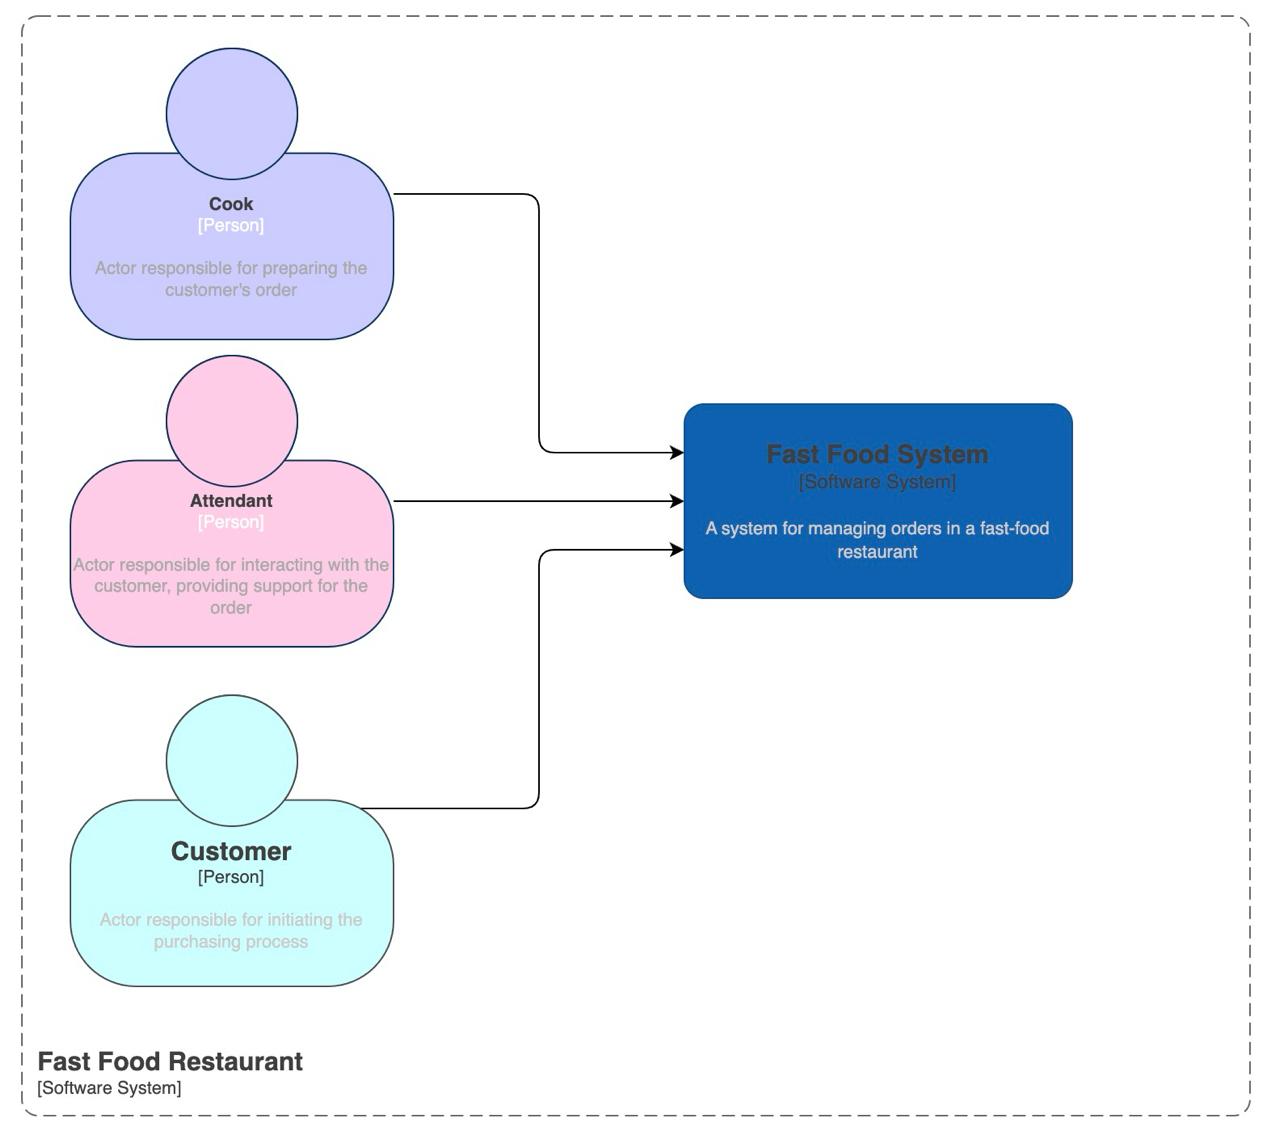 Cook
[Person]
Actor responsible for preparing the
customer's order
Attendant
[Person]
Actor responsible for interacting with the
customer, providing support for the
order
Customer
[Person]
Actor responsible for initiating the
purchasing process
Fast Food System
[Software System]
A system for managing orders in a fast-food
restaurant
Fast Food Restaurant
[Software System]